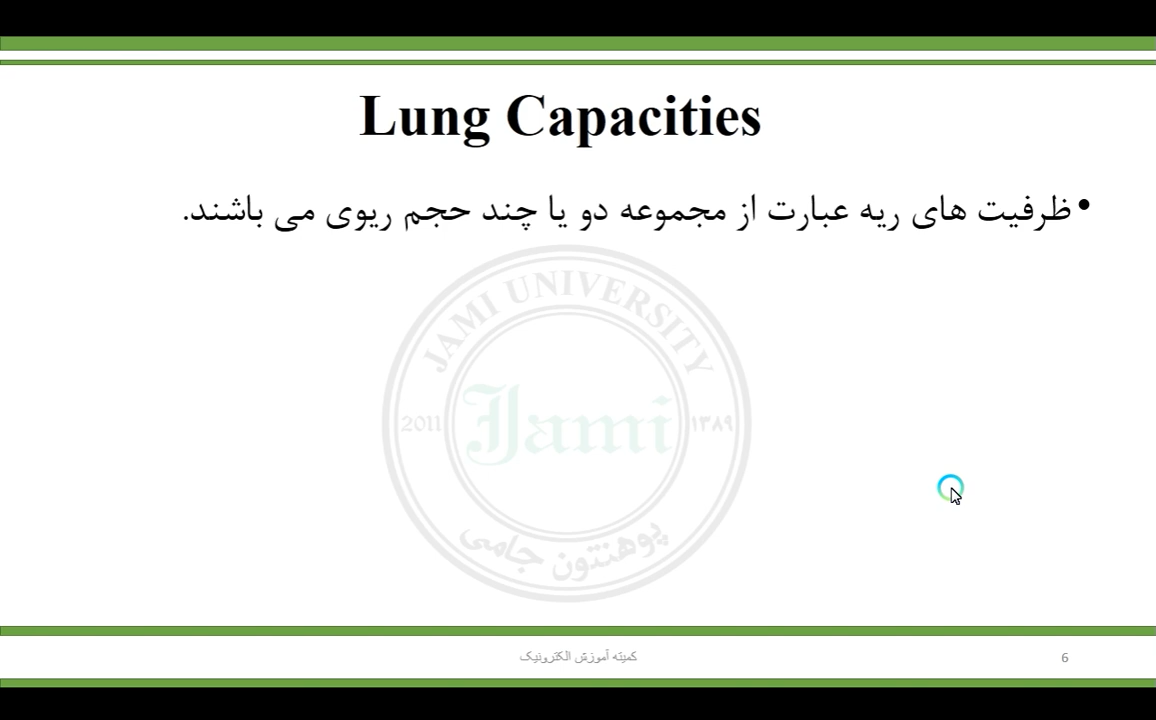 Lung Capacities
•ظرفیت های ریه عبارت از مجموعه دو یا چند حجم ریوی می باشند.
JAMI UNIVERSITY
2011
Jami
۱۳۸۹
پوهنتون جامی
کمیته آموزش الکترونیک
6